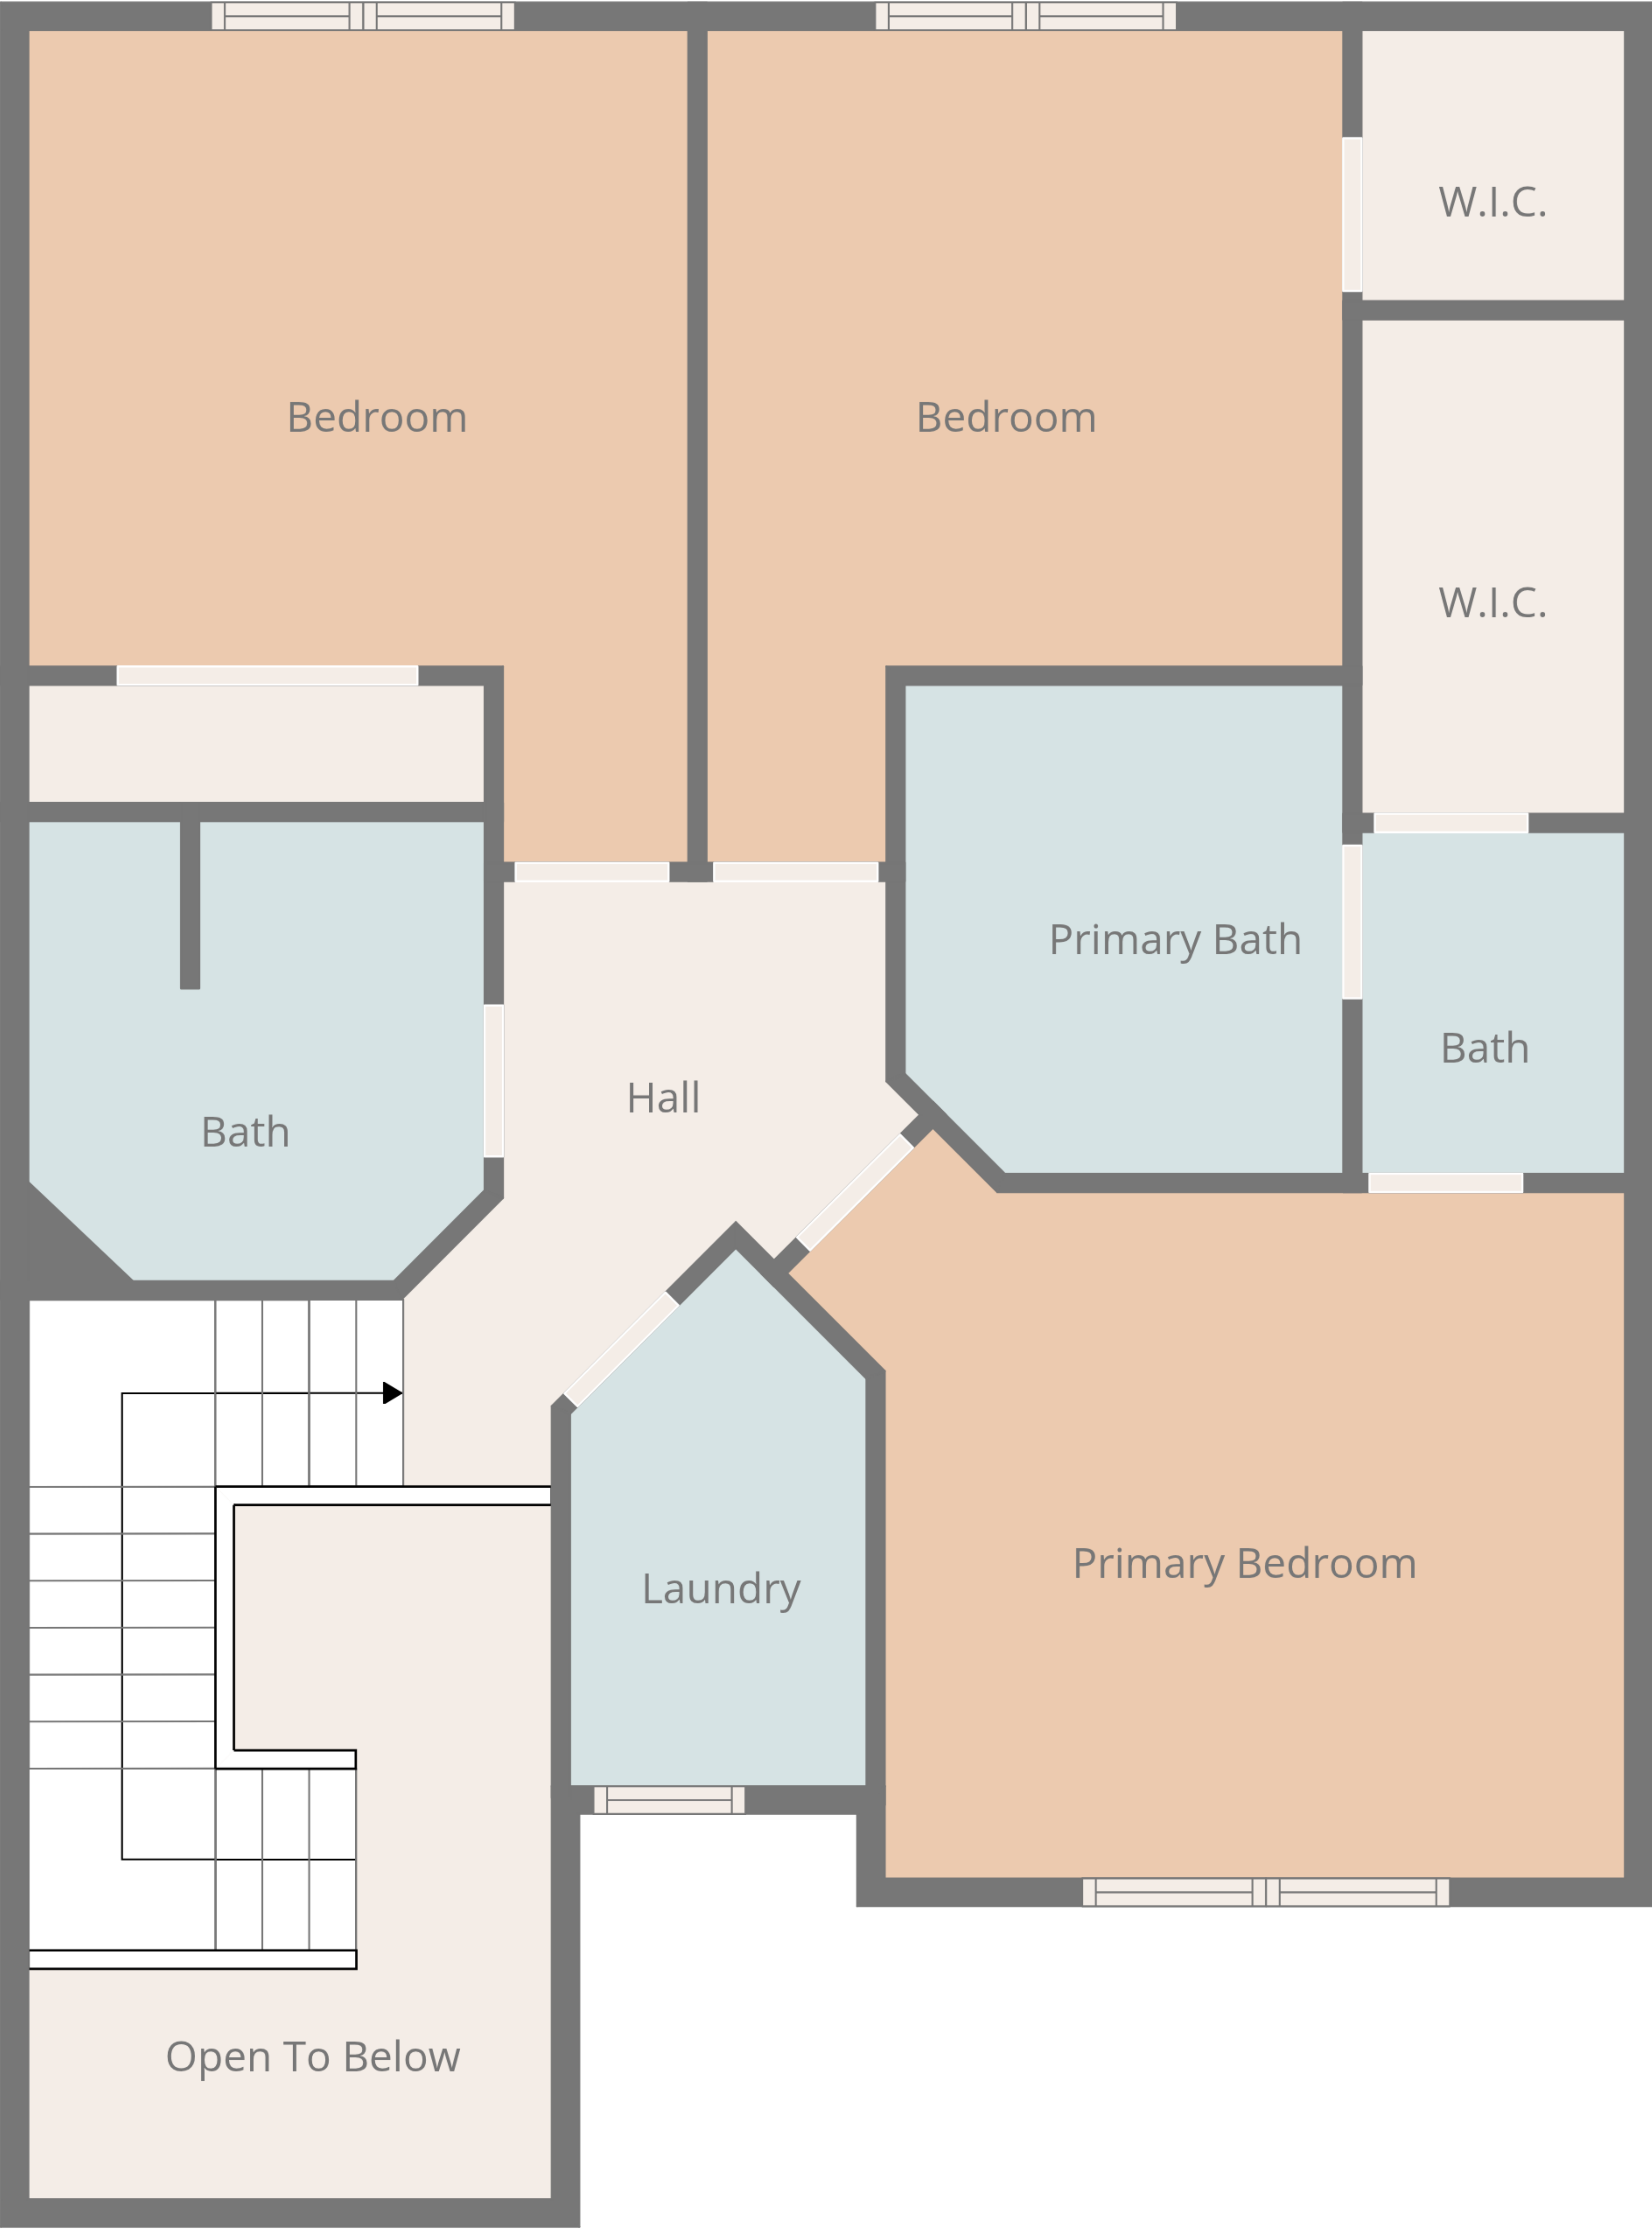 W.I.C.
Bedroom
Bedroom
W.I.C.
Primary Bath
Bath
Hall
Bath
Primary Bedroom
Laundry
Open To Below